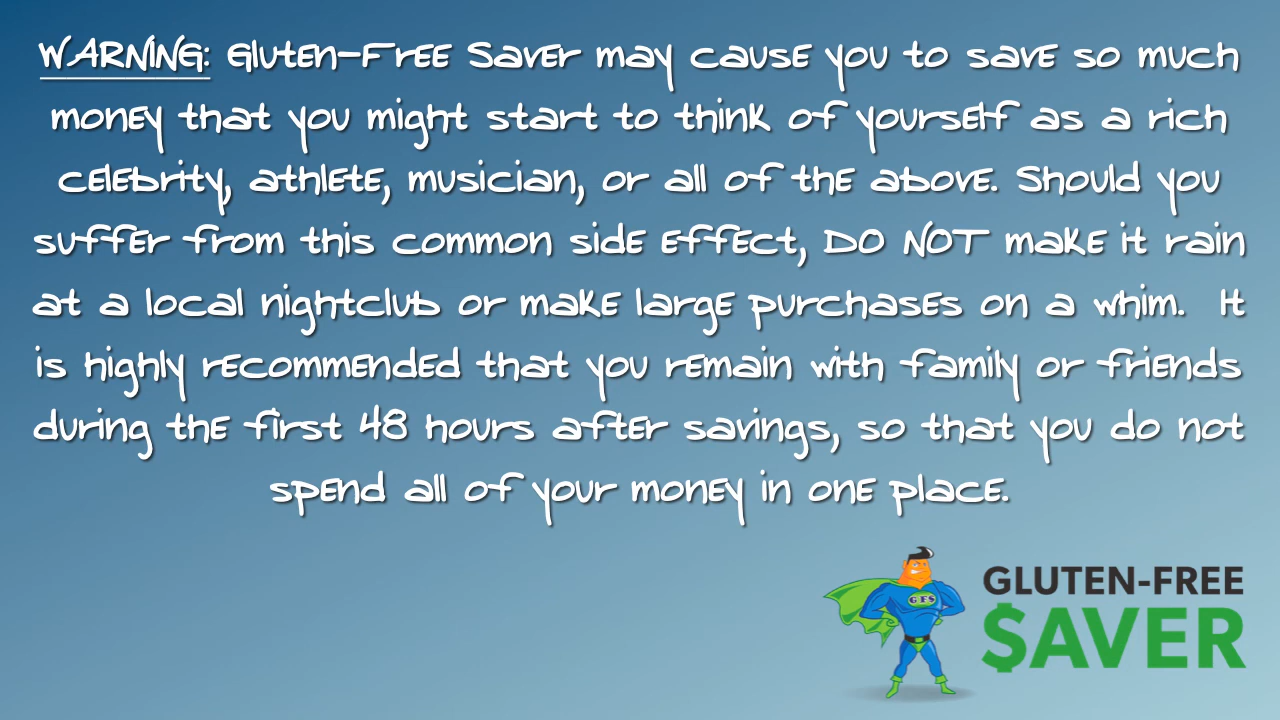 WARNING: Gluten-Free Saver may cause you to save so much
money that you might start to think of yourself as a rich
celebrity, athlete, musician, or all of the above. Should you
suffer from this common side effect, DO NOT make it rain
at a local nightclub or make large purchases on a whim. It
is highly recommended that you remain with family or friends
during the first 48 hours after savings, so that you do not
spend all of your money in one place.
GFS
GLUTEN-FREE
$AVER